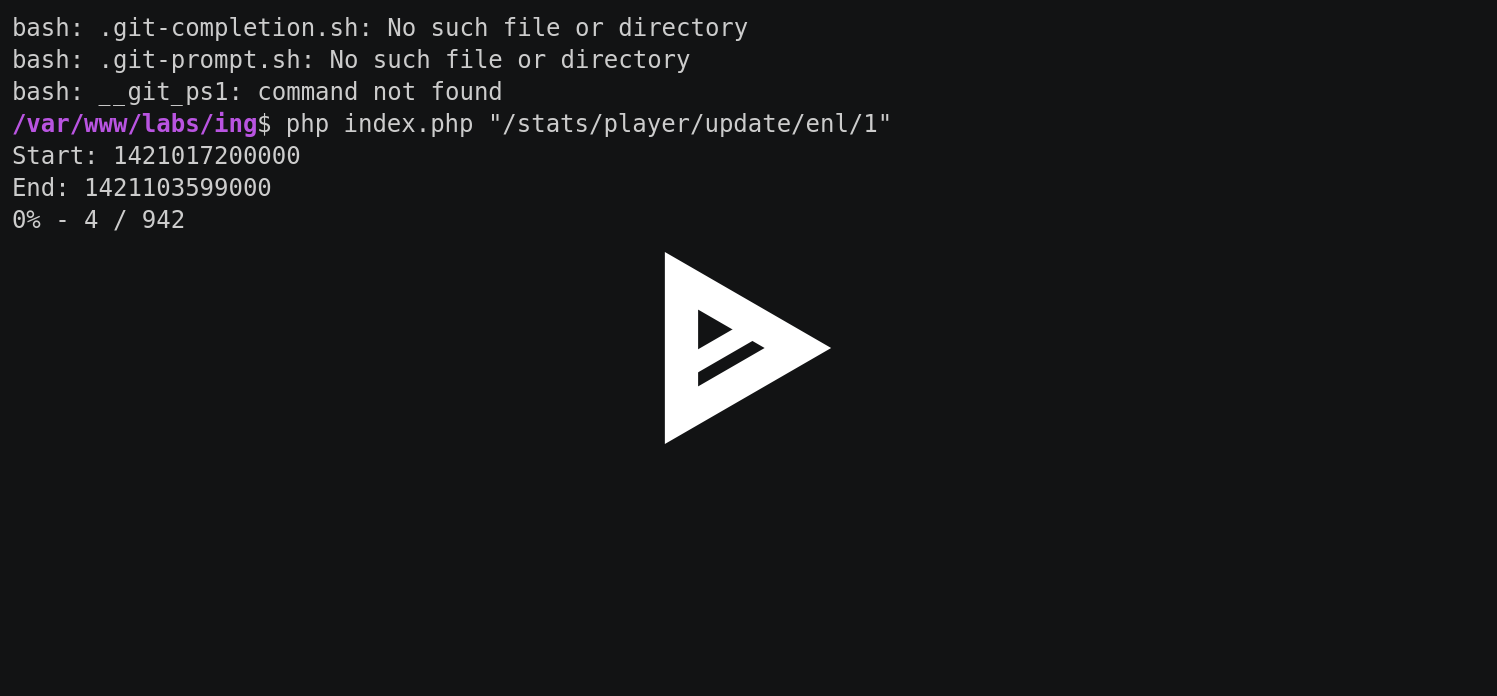 bash: .git-completion.sh: No such file or directory
bash: .git-prompt.sh: No such file or directory
bash: __git_ps1: command not found
/var/www/labs/ing$ php index.php "/stats/player/update/enl/1"
Start: 1421017200000
End: 1421103599000
0% - 4 / 942